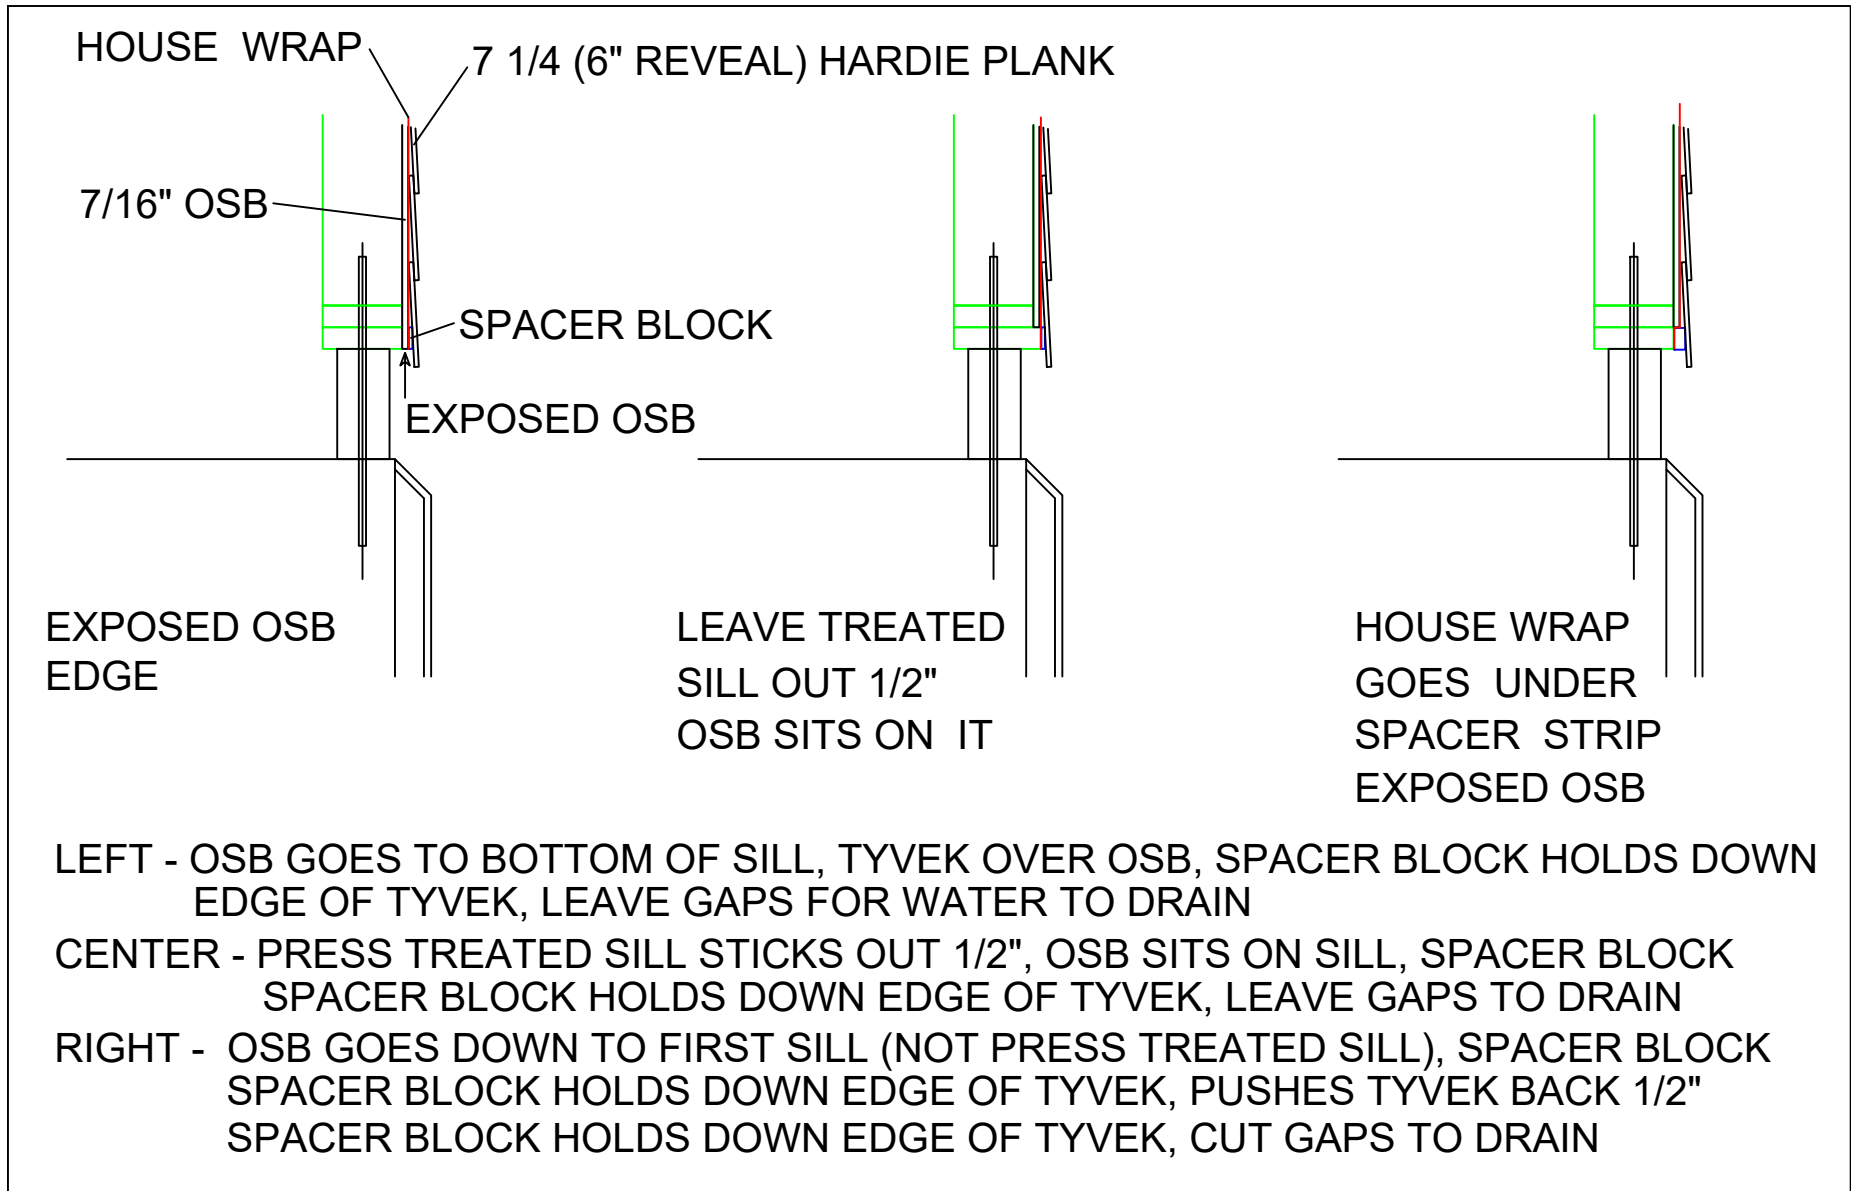 HOUSE WRAP
7 1/4 (6" REVEAL) HARDIE PLANK
7/16" OSB
SPACER BLOCK
EXPOSED OSB
EXPOSED OSB
EDGE
LEAVE TREATED
SILL OUT 1/2"
OSB SITS ON IT
HOUSE WRAP
GOES UNDER
SPACER STRIP
EXPOSED OSB
LEFT - OSB GOES TO BOTTOM OF SILL, TYVEK OVER OSB, SPACER BLOCK HOLDS DOWN
EDGE OF TYVEK, LEAVE GAPS FOR WATER TO DRAIN
CENTER - PRESS TREATED SILL STICKS OUT 1/2", OSB SITS ON SILL, SPACER BLOCK
SPACER BLOCK HOLDS DOWN EDGE OF TYVEK, LEAVE GAPS TO DRAIN
RIGHT - OSB GOES DOWN TO FIRST SILL (NOT PRESS TREATED SILL), SPACER BLOCK
SPACER BLOCK HOLDS DOWN EDGE OF TYVEK, PUSHES TYVEK BACK 1/2"
SPACER BLOCK HOLDS DOWN EDGE OF TYVEK, CUT GAPS TO DRAIN